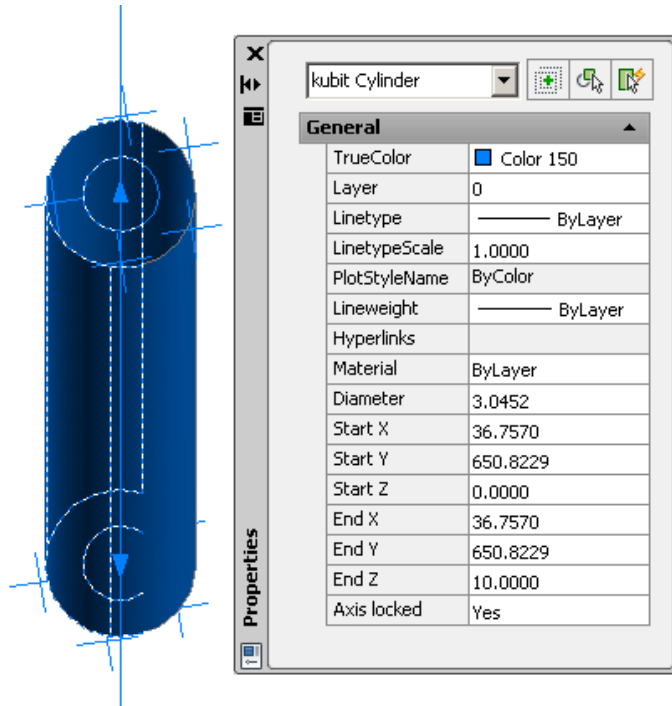 kubit Cylinder
General
TrueColor Color 150
Layer 0
Linetype ByLayer
LinetypeScale 1.0000
PlotStyleName ByColor
Lineweight ByLayer
Hyperlinks
Material ByLayer
Diameter 3.0452
Start X 36.7570
Start Y 650.8229
Start Z 0.0000
End X 36.7570
End Y 650.8229
End Z 10.0000
Axis locked Yes
Properties